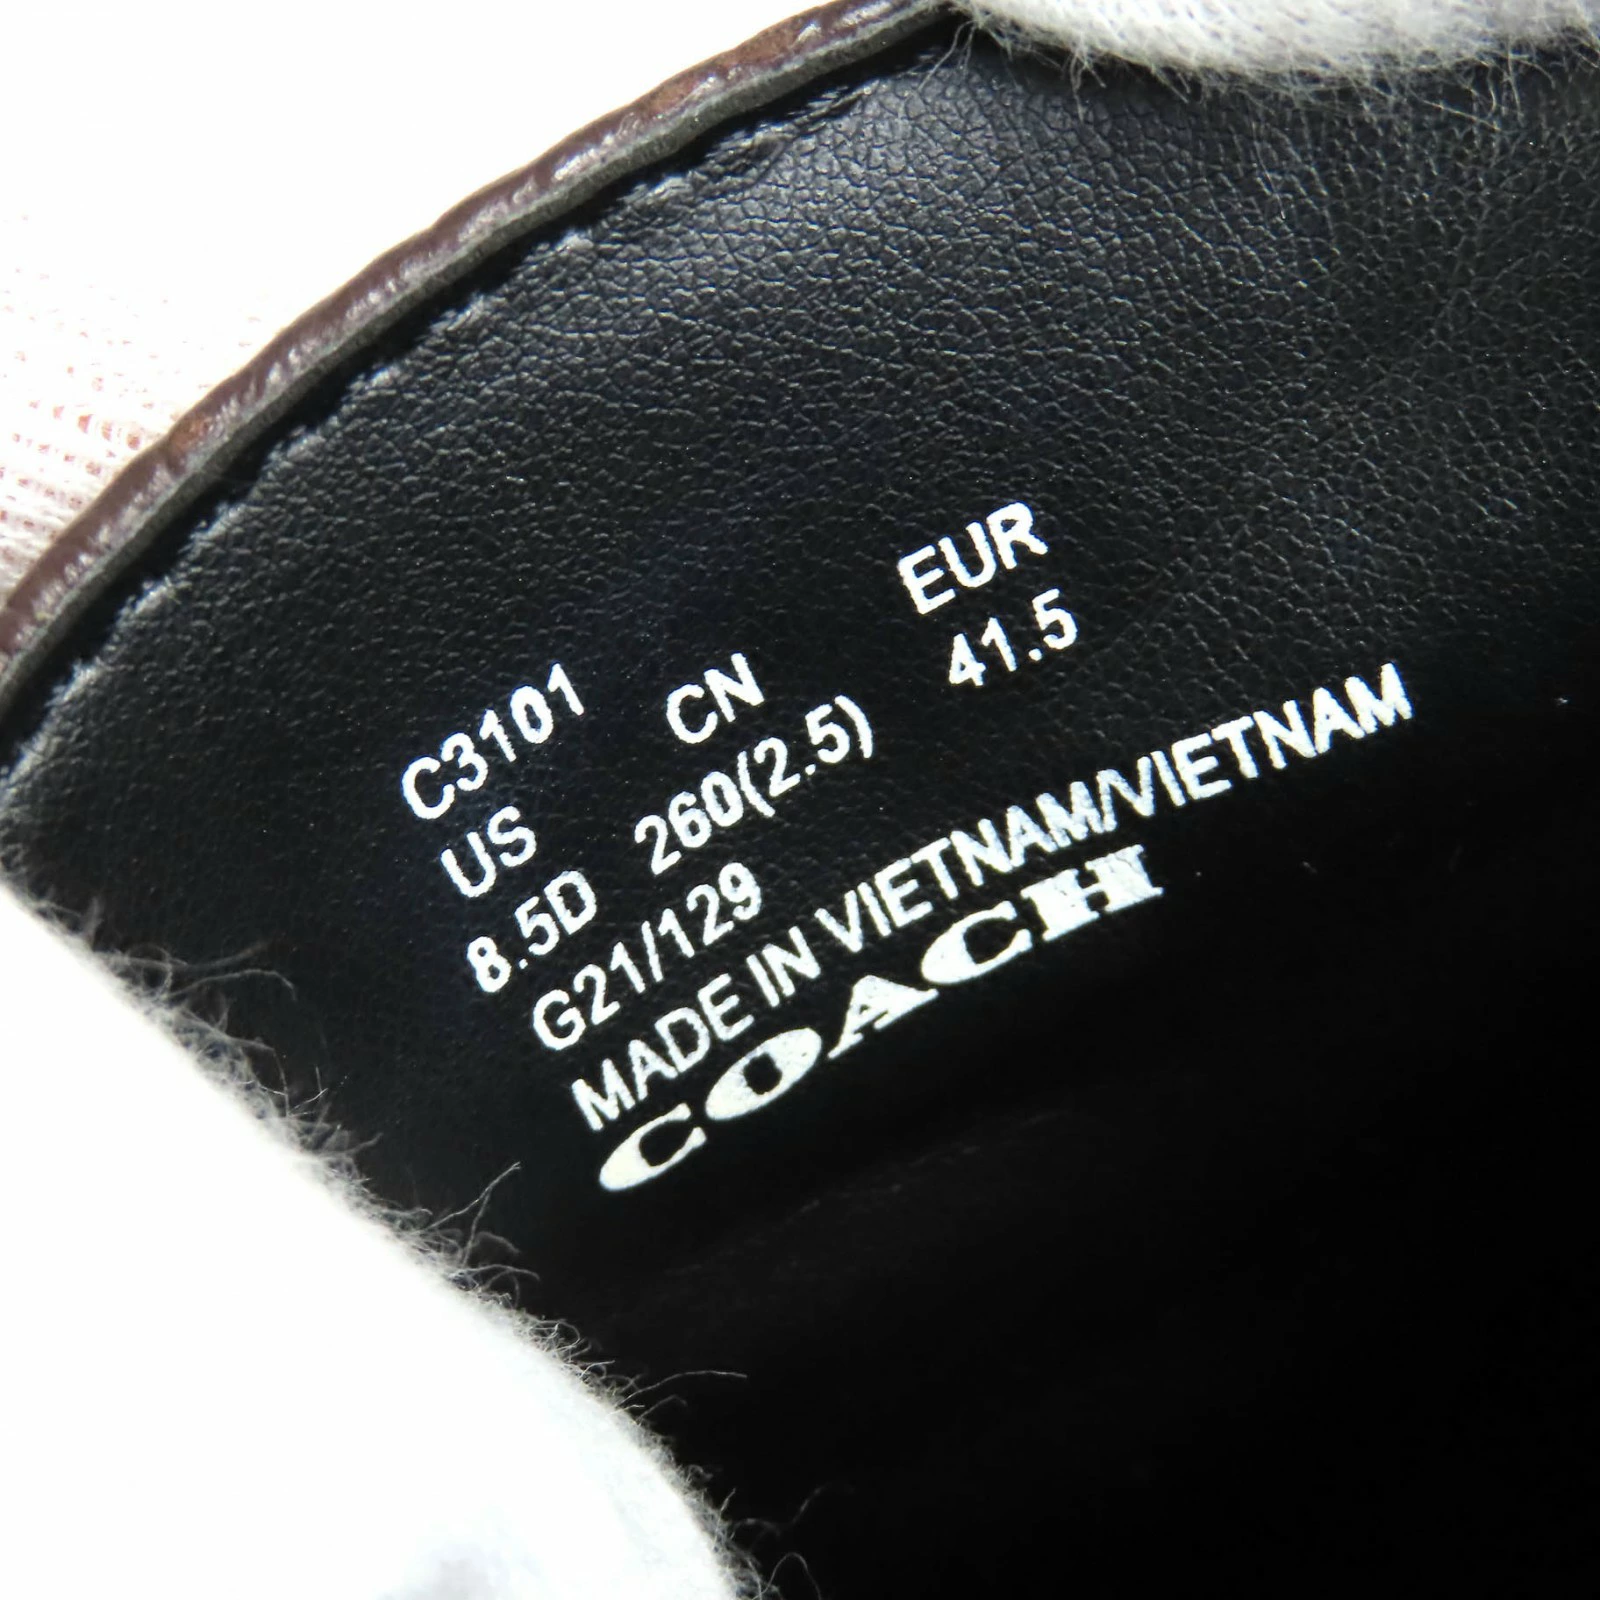 C3101
US CN EUR
8.5D 260(2.5) 41.5
G21/129
MADE IN VIETNAM/VIETNAM
COACH